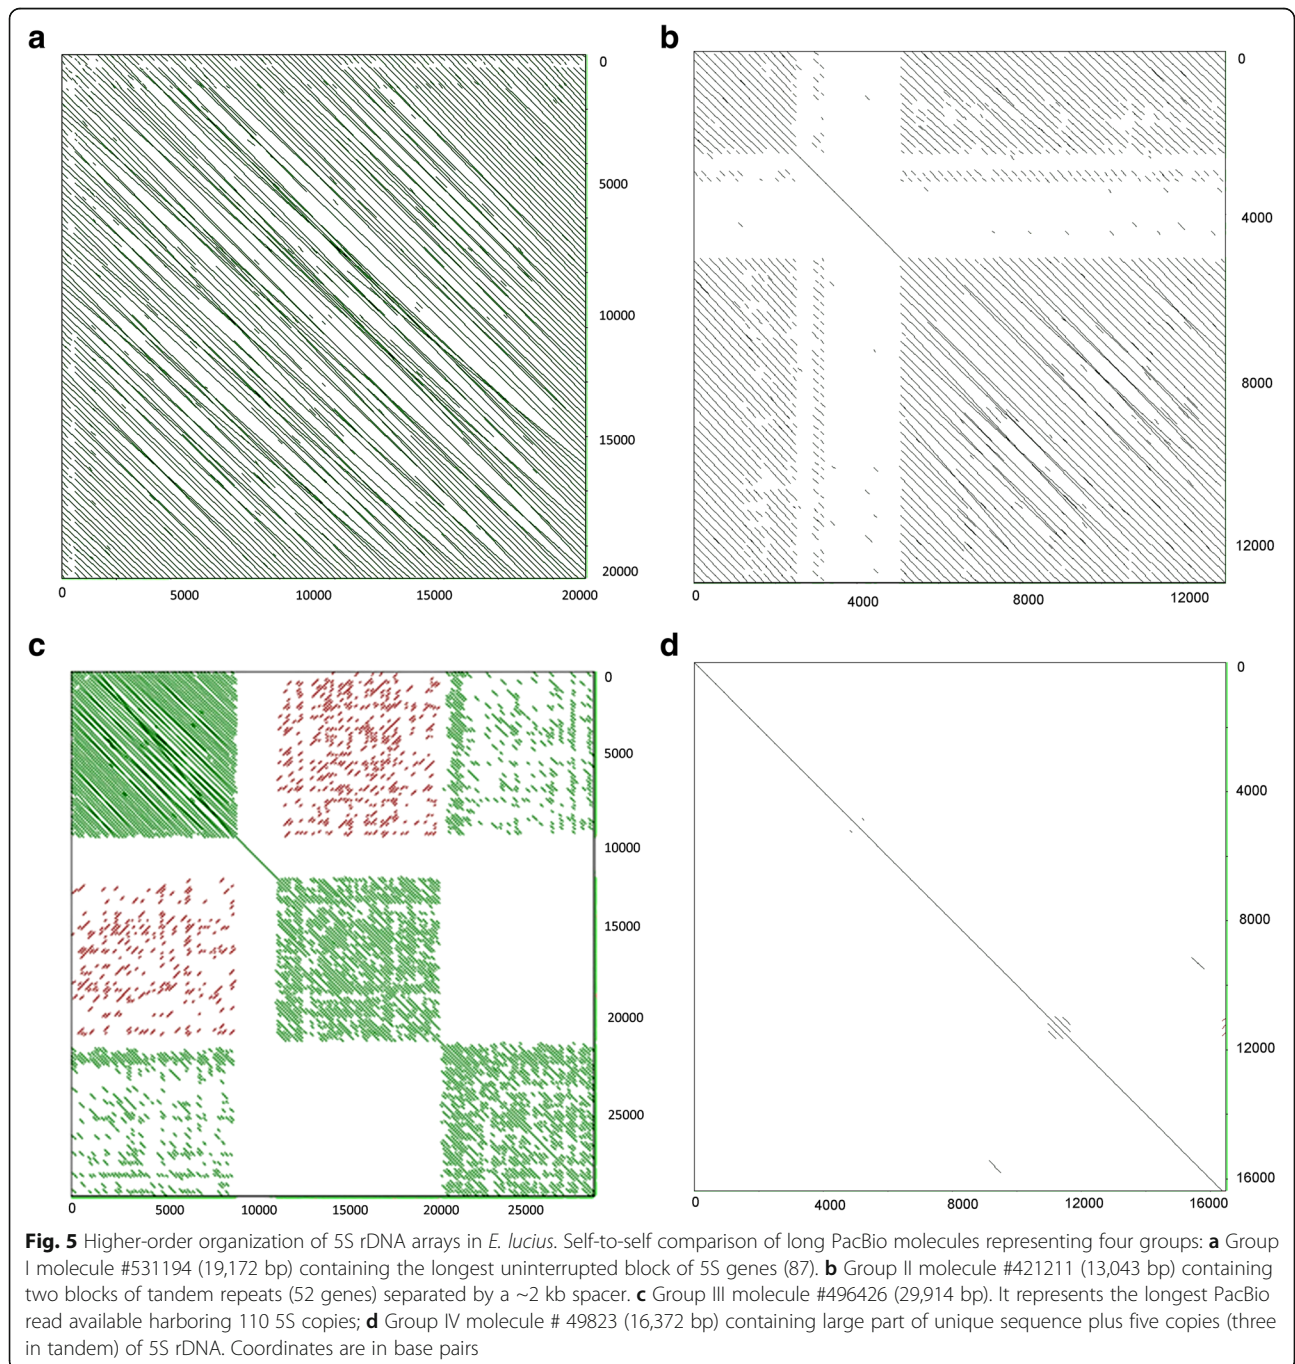 a
0
5000
10000
15000
20000
0 5000 10000 15000 20000
b
0
4000
8000
12000
0 4000 8000 12000
c
0
5000
10000
15000
20000
25000
0 5000 10000 15000 20000 25000
d
0
4000
8000
12000
16000
0 4000 8000 12000 16000
Fig. 5 Higher-order organization of 5S rDNA arrays in E. lucius. Self-to-self comparison of long PacBio molecules representing four groups: a Group
I molecule #531194 (19,172 bp) containing the longest uninterrupted block of 5S genes (87). b Group II molecule #421211 (13,043 bp) containing
two blocks of tandem repeats (52 genes) separated by a ~2 kb spacer. c Group III molecule #496426 (29,914 bp). It represents the longest PacBio
read available harboring 110 5S copies; d Group IV molecule # 49823 (16,372 bp) containing large part of unique sequence plus five copies (three
in tandem) of 5S rDNA. Coordinates are in base pairs